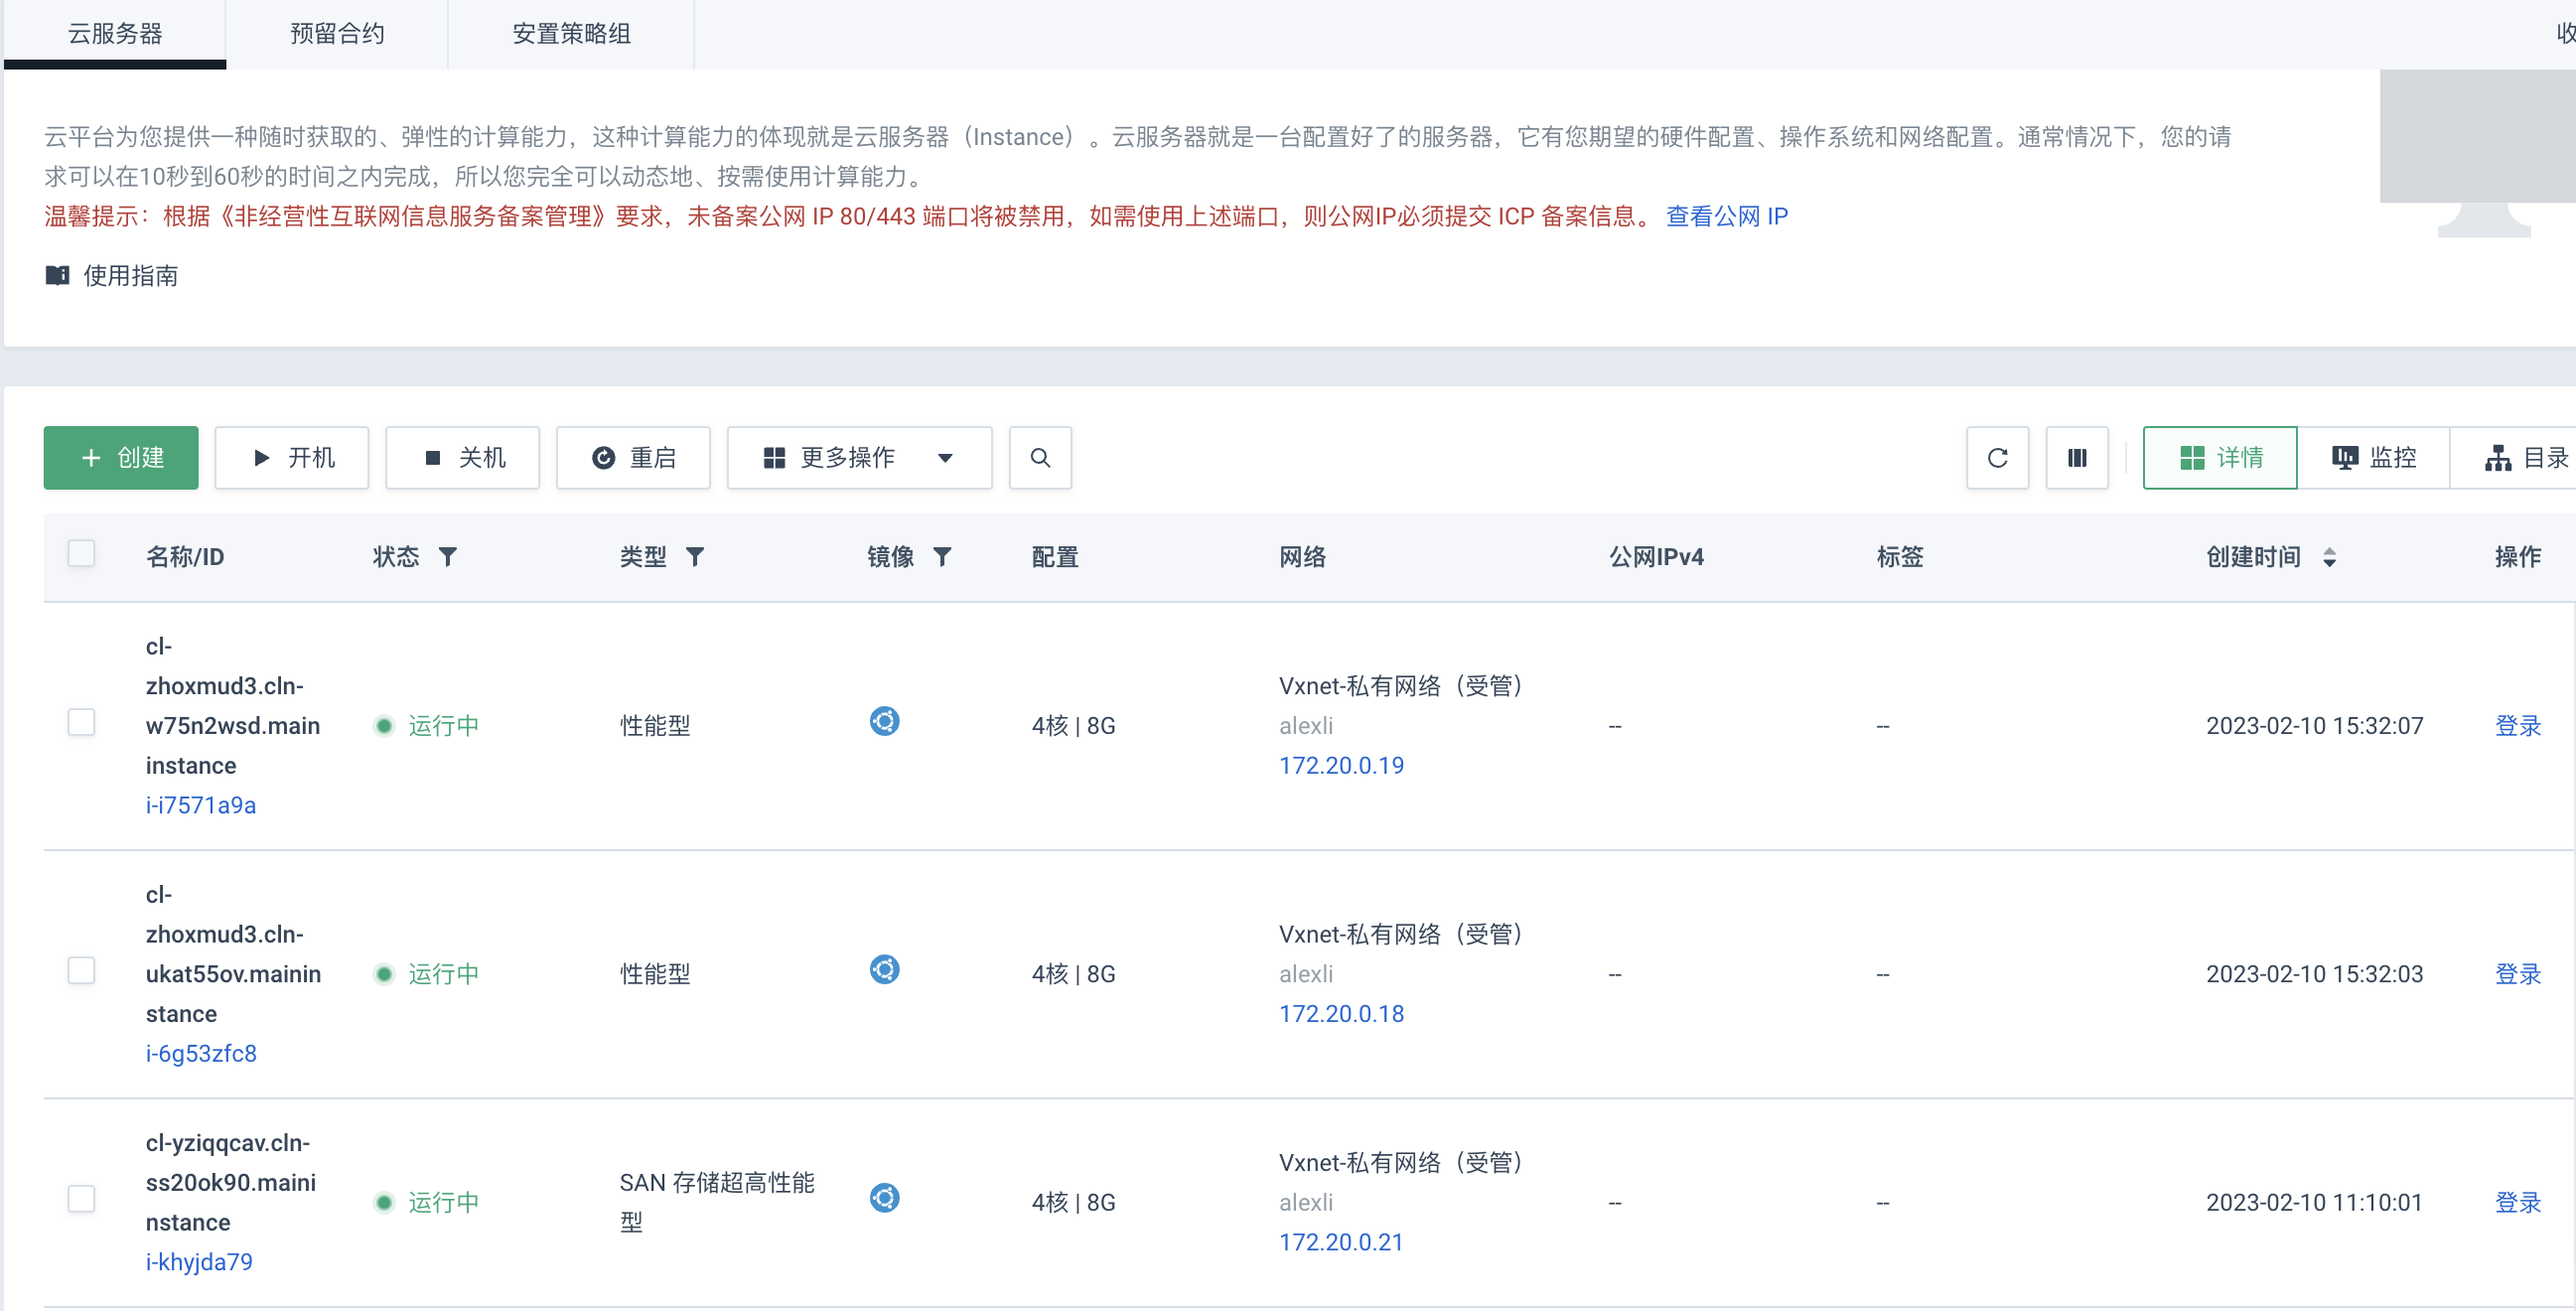 云服务器
预留合约
安置策略组
收
云平台为您提供一种随时获取的、弹性的计算能力，这种计算能力的体现就是云服务器（Instance）。云服务器就是一台配置好了的服务器，它有您期望的硬件配置、操作系统和网络配置。通常情况下，您的请
求可以在10秒到60秒的时间之内完成，所以您完全可以动态地、按需使用计算能力。
温馨提示：根据《非经营性互联网信息服务备案管理》要求，未备案公网 IP 80/443 端口将被禁用，如需使用上述端口，则公网IP必须提交 ICP 备案信息。 查看公网 IP
使用指南
创建 开机 关机 重启 更多操作 详情 监控 目录
名称/ID 状态 类型 镜像 配置 网络 公网IPv4 标签 创建时间 操作
cl-
zhoxmud3.cln-
w75n2wsd.main
instance
i-i7571a9a
运行中
性能型
4核 | 8G
Vxnet-私有网络（受管）
alexli
172.20.0.19
--
--
2023-02-10 15:32:07
登录
cl-
zhoxmud3.cln-
ukat55ov.mainin
stance
i-6g53zfc8
运行中
性能型
4核 | 8G
Vxnet-私有网络（受管）
alexli
172.20.0.18
--
--
2023-02-10 15:32:03
登录
cl-yziqqcav.cln-
ss20ok90.maini
nstance
i-khyjda79
运行中
SAN 存储超高性能
型
4核 | 8G
Vxnet-私有网络（受管）
alexli
172.20.0.21
--
--
2023-02-10 11:10:01
登录